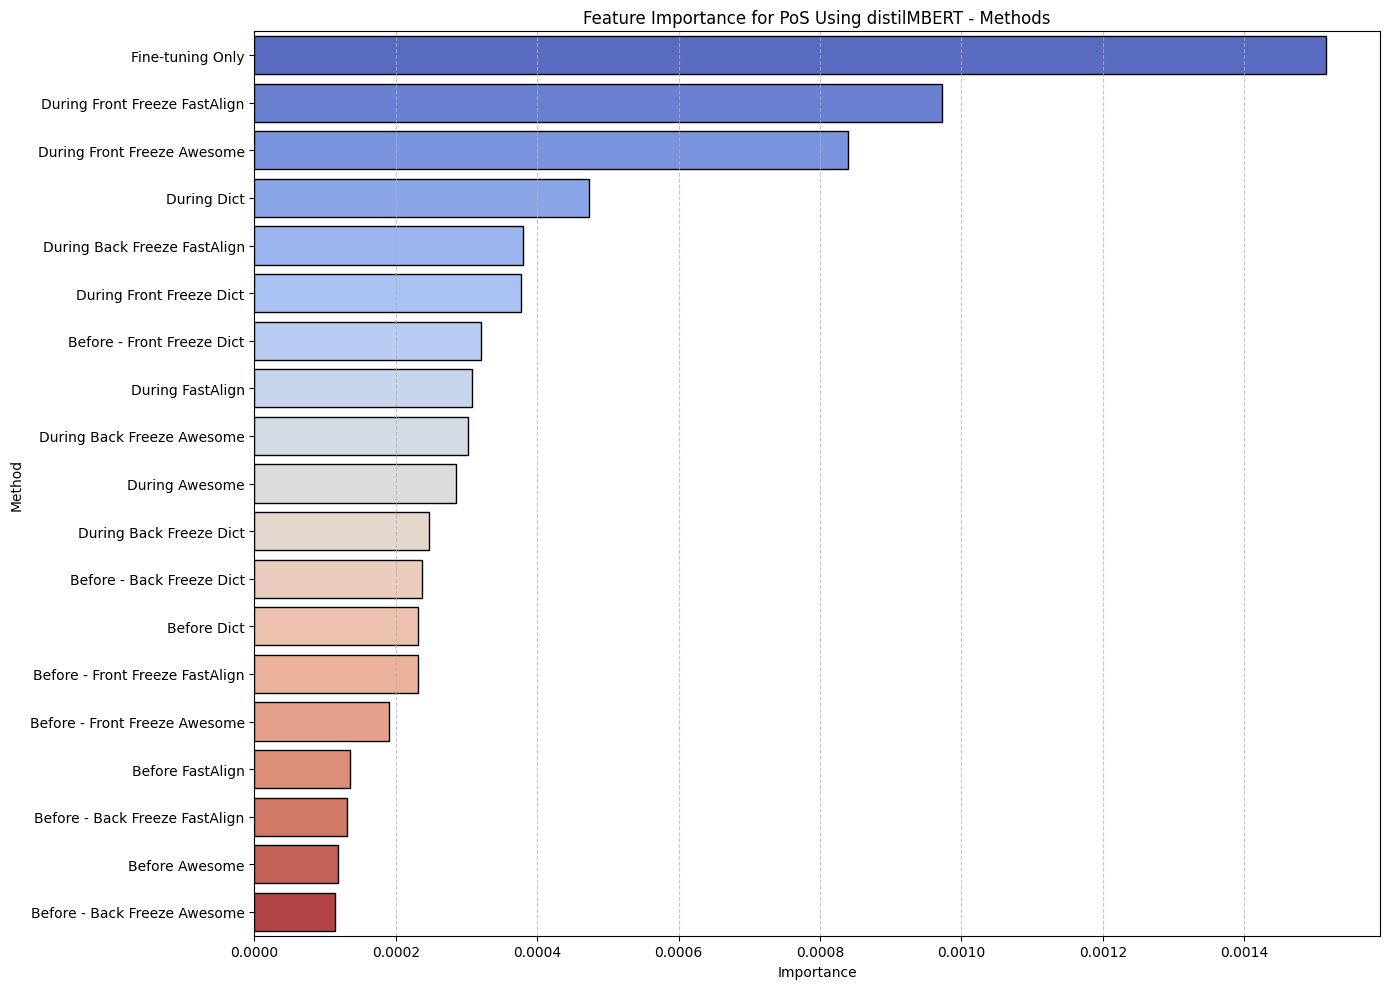 Feature Importance for PoS Using distilMBERT - Methods
Fine-tuning Only
During Front Freeze FastAlign
During Front Freeze Awesome
During Dict
During Back Freeze FastAlign
During Front Freeze Dict
Before - Front Freeze Dict
During FastAlign
During Back Freeze Awesome
During Awesome
During Back Freeze Dict
Before - Back Freeze Dict
Before Dict
Before - Front Freeze FastAlign
Before - Front Freeze Awesome
Before FastAlign
Before - Back Freeze FastAlign
Before Awesome
Before - Back Freeze Awesome
Method
0.0000 0.0002 0.0004 0.0006 0.0008 0.0010 0.0012 0.0014
Importance